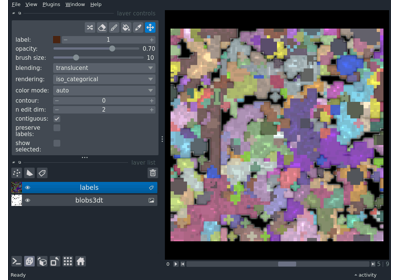 File View Plugins Window Help
layer controls
label: 1
opacity: 0.70
brush size: 10
blending: translucent
rendering: iso_categorical
color mode: auto
contour: 0
n edit dim: 2
contiguous:
preserve
labels:
show
selected:
layer list
labels
blobs3dt
Ready
activity